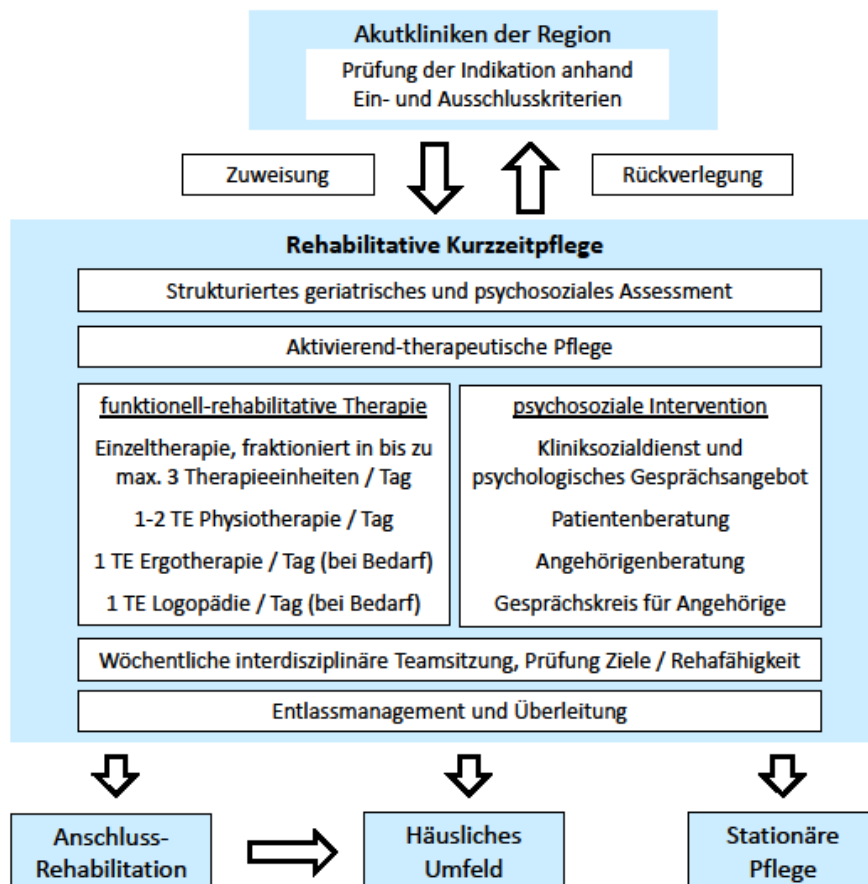 Akutkliniken der Region
Prüfung der Indikation anhand
Ein- und Ausschlusskriterien
Zuweisung
Rückverlegung
Rehabilitative Kurzzeitpflege
Strukturiertes geriatrisches und psychosoziales Assessment
Aktivierend-therapeutische Pflege
funktionell-rehabilitative Therapie
Einzeltherapie, fraktioniert in bis zu
max. 3 Therapieeinheiten / Tag
1-2 TE Physiotherapie / Tag
1 TE Ergotherapie / Tag (bei Bedarf)
1 TE Logopädie / Tag (bei Bedarf)
psychosoziale Intervention
Kliniksozialdienst und
psychologisches Gesprächsangebot
Patientenberatung
Angehörigenberatung
Gesprächskreis für Angehörige
Wöchentliche interdisziplinäre Teamsitzung, Prüfung Ziele / Rehafähigkeit
Entlassmanagement und Überleitung
Anschluss-
Rehabilitation
Häusliches
Umfeld
Stationäre
Pflege